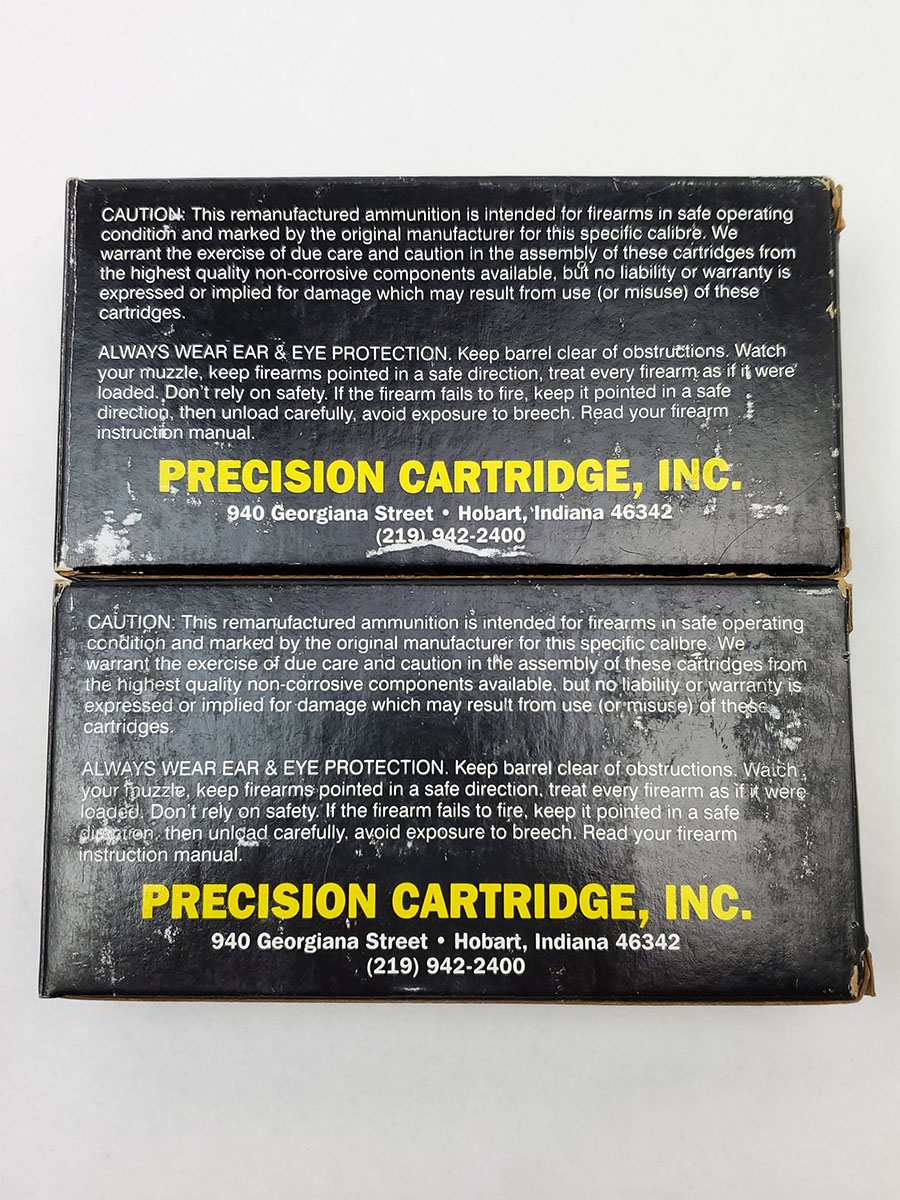 CAUTION: This remanufactured ammunition is intended for firearms in safe operating
condition and marked by the original manufacturer for this specific calibre. We
warrant the exercise of due care and caution in the assembly of these cartridges from
the highest quality non-corrosive components available, but no liability or warranty is
expressed or implied for damage which may result from use (or misuse) of these
cartridges.
ALWAYS WEAR EAR & EYE PROTECTION. Keep barrel clear of obstructions. Watch
your muzzle, keep firearms pointed in a safe direction, treat every firearm as if it were
loaded. Don't rely on safety. If the firearm fails to fire, keep it pointed in a safe
direction, then unload carefully, avoid exposure to breech. Read your firearm
instruction manual.
PRECISION CARTRIDGE, INC.
940 Georgiana Street • Hobart, Indiana 46342
(219) 942-2400
CAUTION: This remanufactured ammunition is intended for firearms in safe operating
condition and marked by the original manufacturer for this specific calibre. We
warrant the exercise of due care and caution in the assembly of these cartridges from
the highest quality non-corrosive components available, but no liability or warranty is
expressed or implied for damage which may result from use (or misuse) of these
cartridges.
ALWAYS WEAR EAR & EYE PROTECTION. Keep barrel clear of obstructions. Watch
your muzzle, keep firearms pointed in a safe direction, treat every firearm as if it were
loaded. Don't rely on safety. If the firearm fails to fire, keep it pointed in a safe
direction, then unload carefully, avoid exposure to breech. Read your firearm
instruction manual.
PRECISION CARTRIDGE, INC.
940 Georgiana Street • Hobart, Indiana 46342
(219) 942-2400